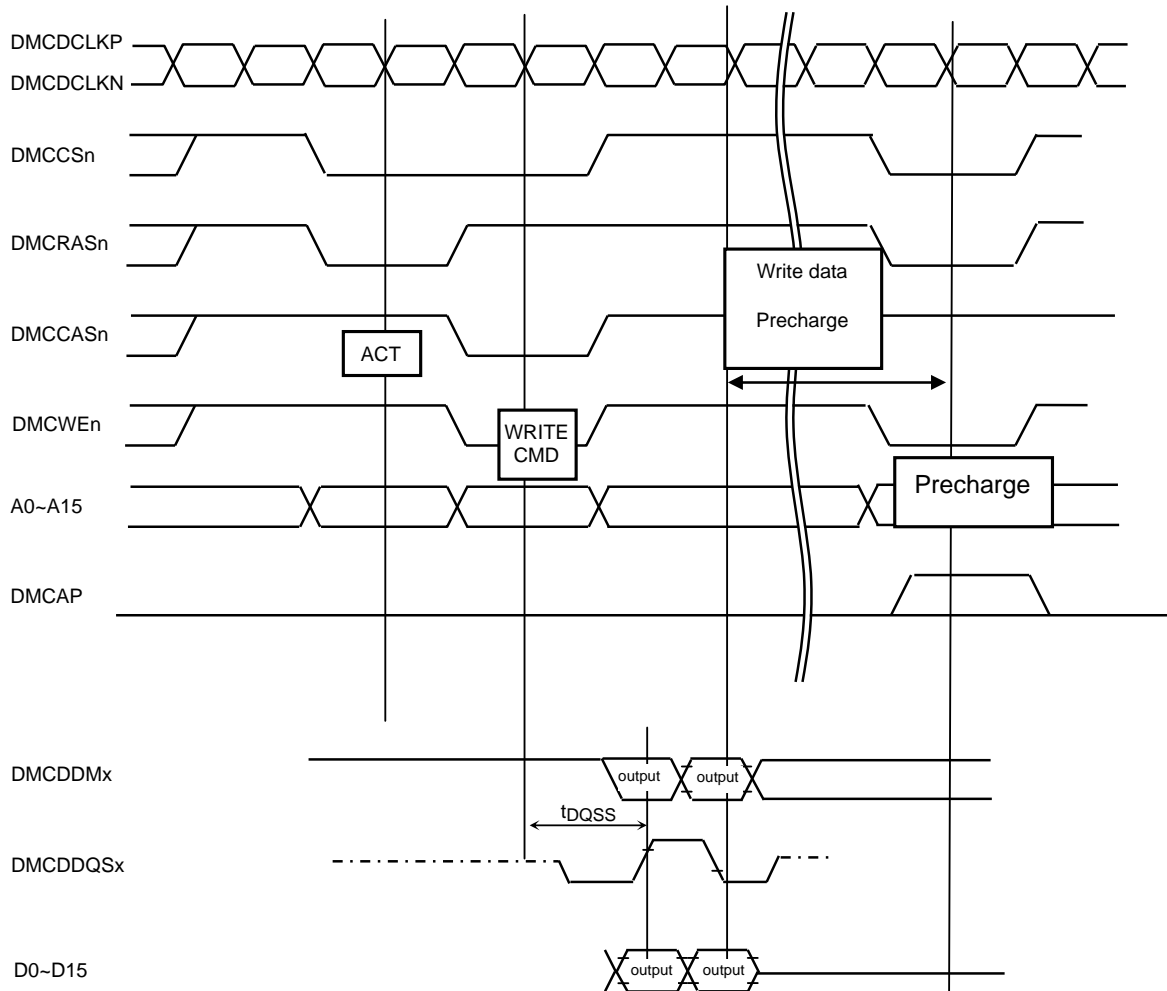 DMCDCLKP
DMCDCLKN
DMCCSn
DMCRASn
Write data
Precharge
DMCCASn
ACT
DMCWEn
WRITE
CMD
Precharge
A0~A15
DMCAP
DMCDDMx
output output
tDQSS
DMCDDQSx
D0~D15
output output